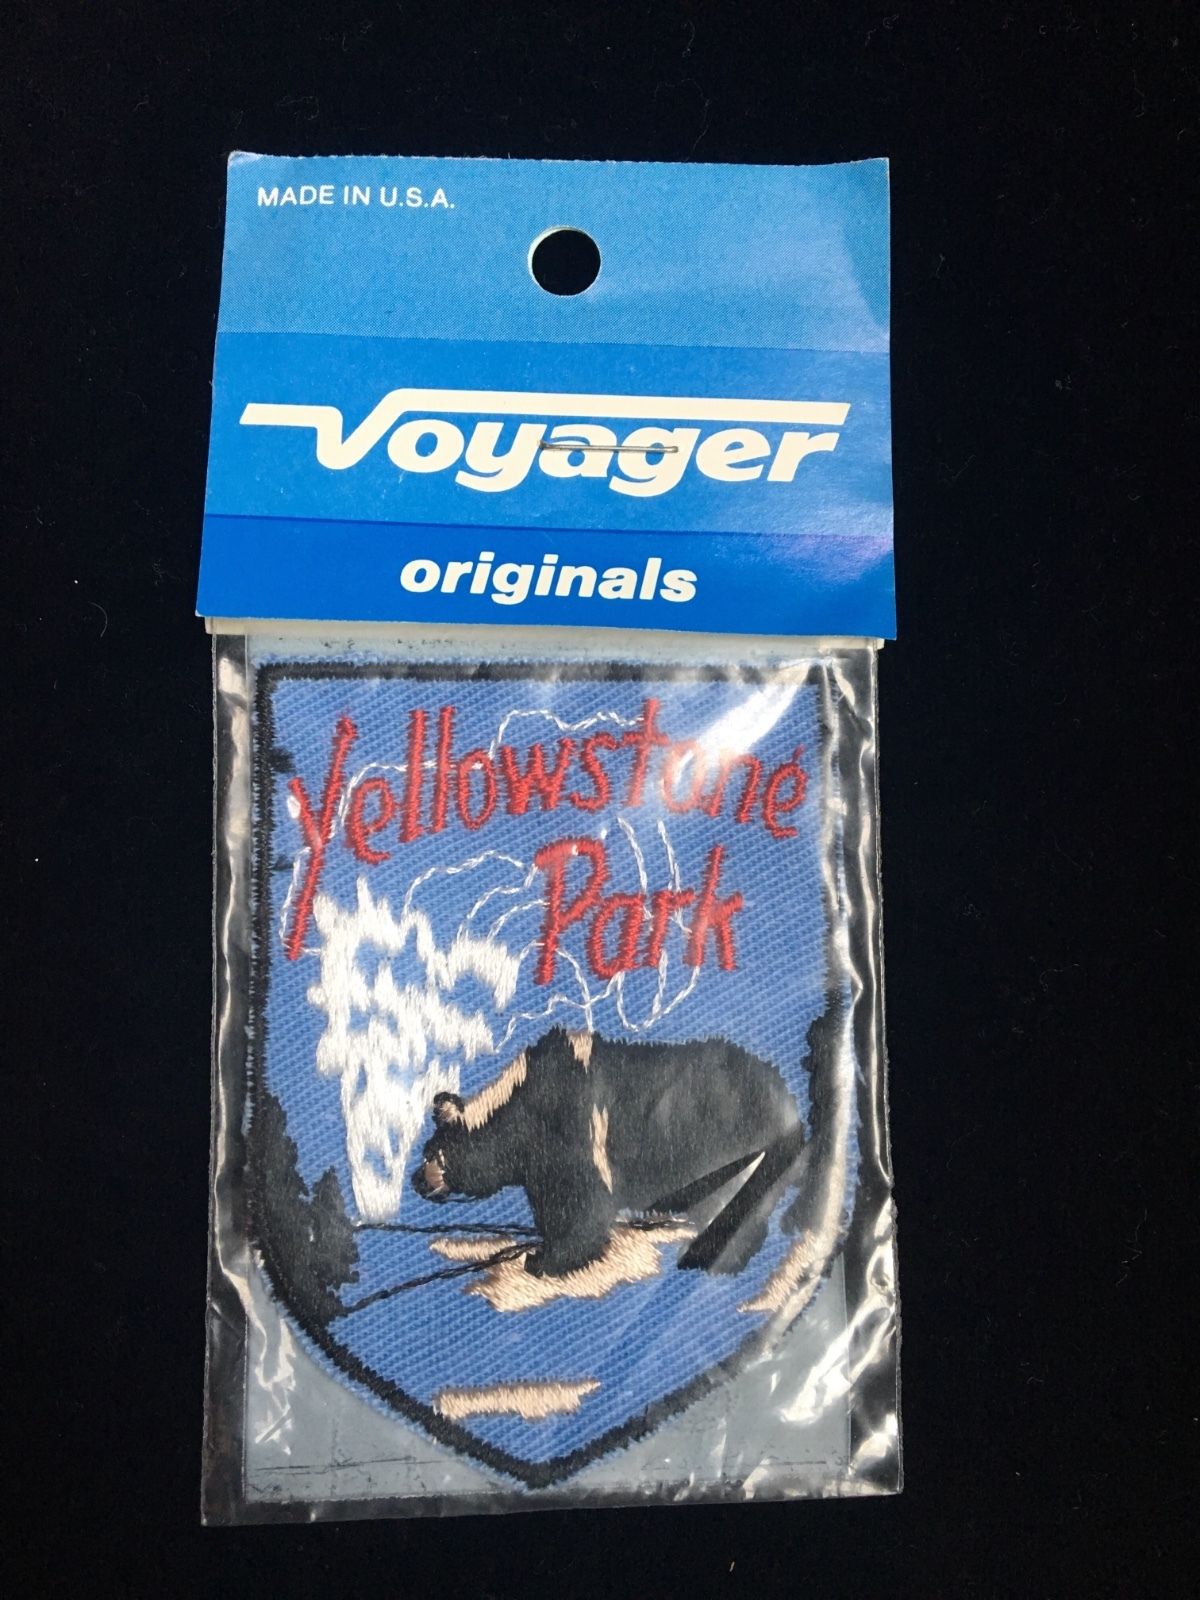 MADE IN U.S.A.
Voyager
originals
Yellowstone
Park